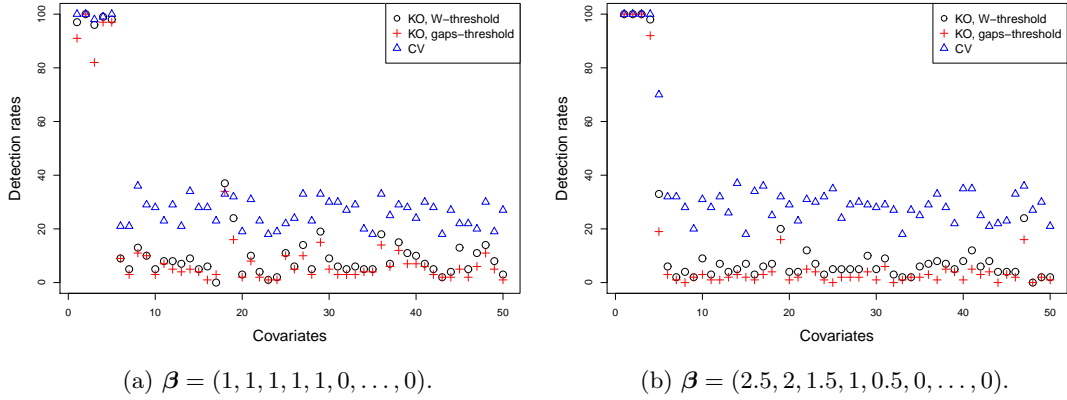 KO, W-threshold
KO, gaps-threshold
CV
Detection rates
0 20 40 60 80 100
0 10 20 30 40 50
Covariates
(a) β = (1, 1, 1, 1, 1, 0, . . . , 0).
KO, W-threshold
KO, gaps-threshold
CV
Detection rates
0 20 40 60 80 100
0 10 20 30 40 50
Covariates
(b) β = (2.5, 2, 1.5, 1, 0.5, 0, . . . , 0).